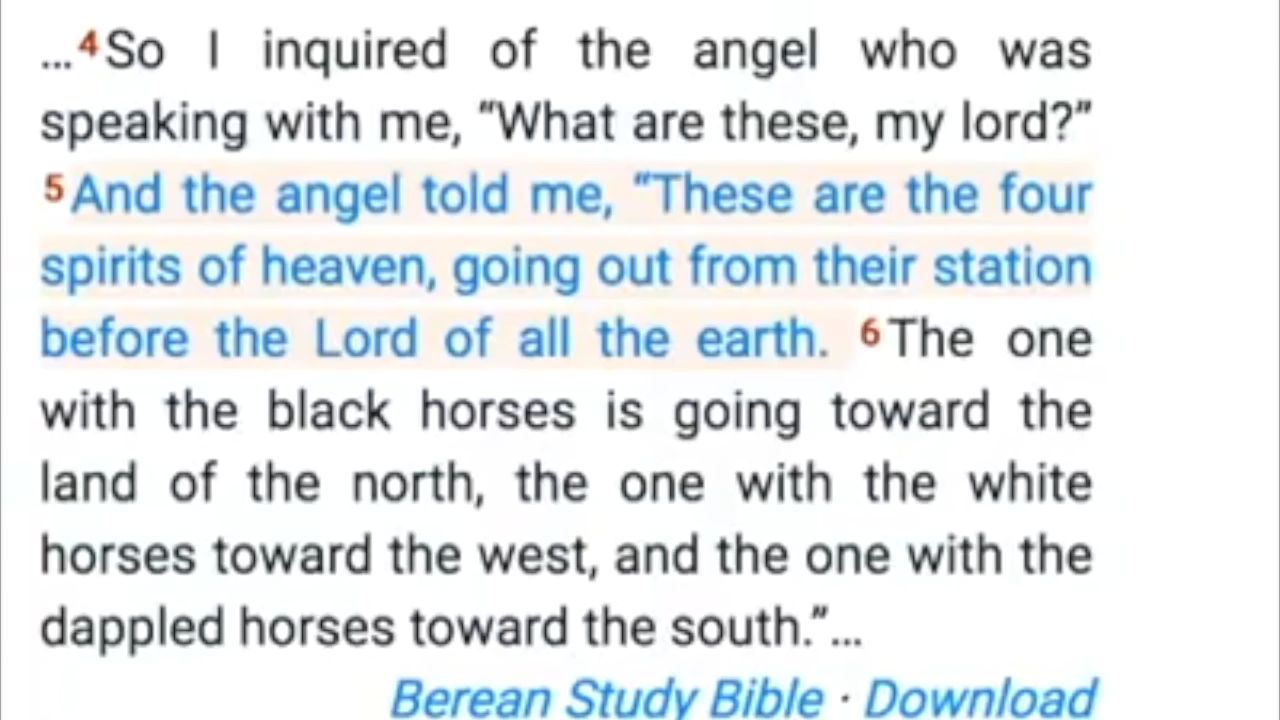 ...4So I inquired of the angel who was
speaking with me, “What are these, my lord?”
5And the angel told me, “These are the four
spirits of heaven, going out from their station
before the Lord of all the earth. 6The one
with the black horses is going toward the
land of the north, the one with the white
horses toward the west, and the one with the
dappled horses toward the south.”...
Berean Study Bible · Download